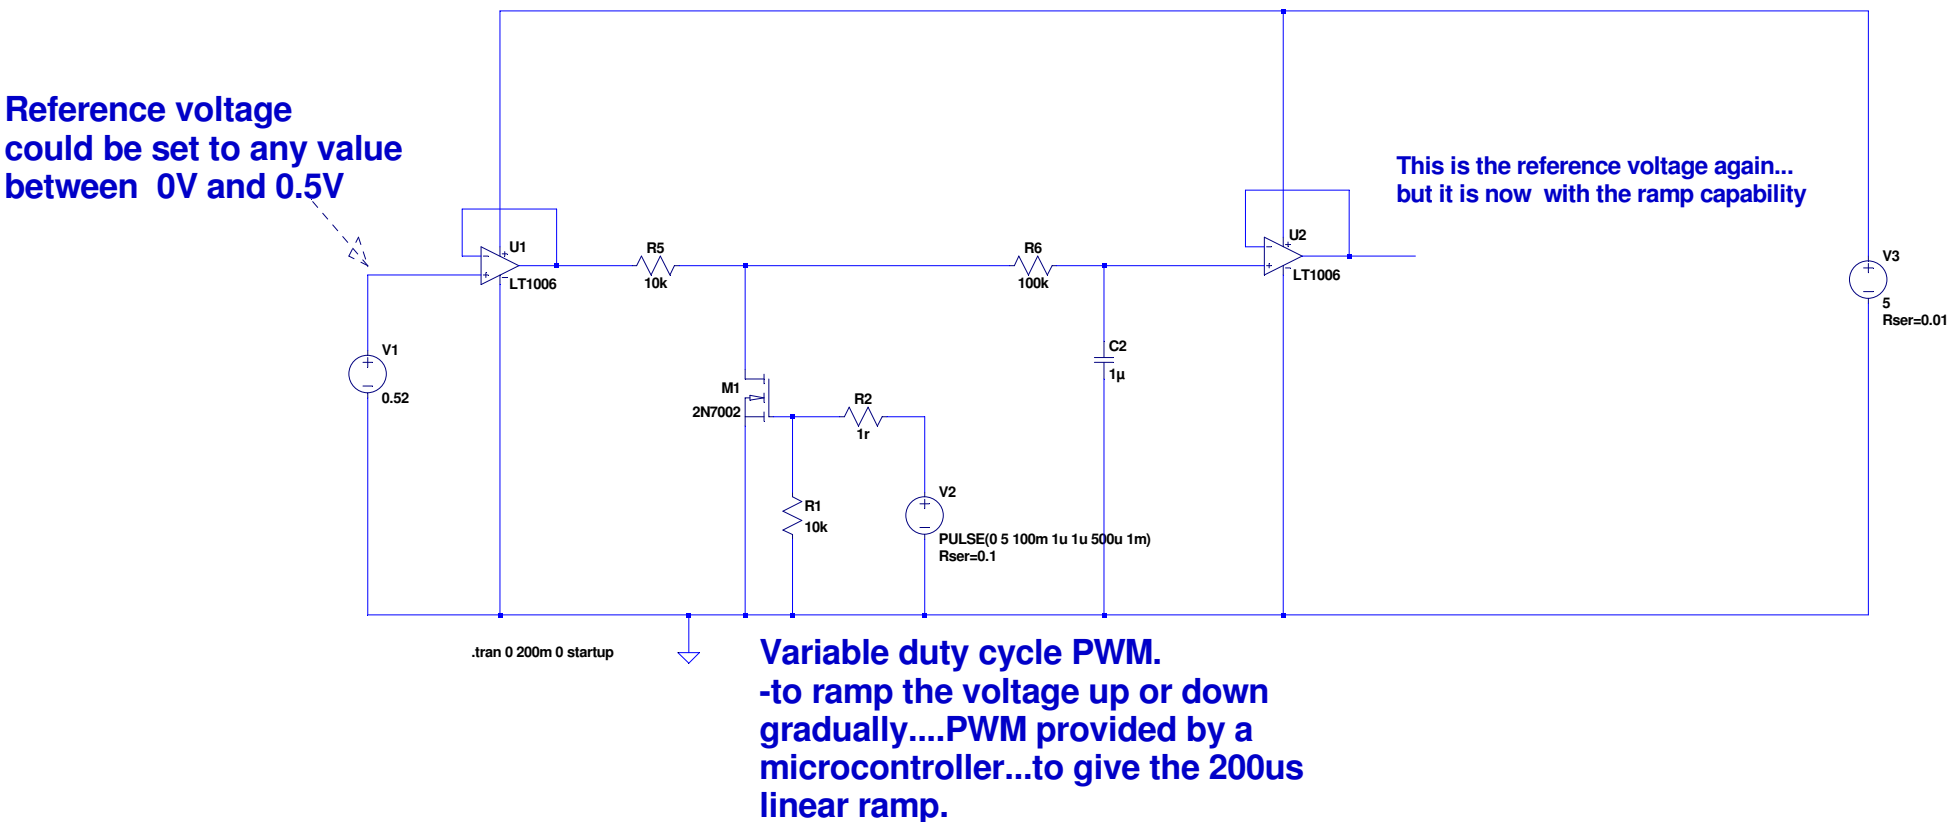 Reference voltage
could be set to any value
between  0V and 0.5V
This is the reference voltage again...
but it is now  with the ramp capability
U1
LT1006
R5
10k
R6
100k
U2
LT1006
V3
5
Rser=0.01
V1
0.52
M1
2N7002
R2
1r
C2
1µ
R1
10k
V2
PULSE(0 5 100m 1u 1u 500u 1m)
Rser=0.1
.tran 0 200m 0 startup
Variable duty cycle PWM.
-to ramp the voltage up or down
gradually....PWM provided by a
microcontroller...to give the 200us
linear ramp.